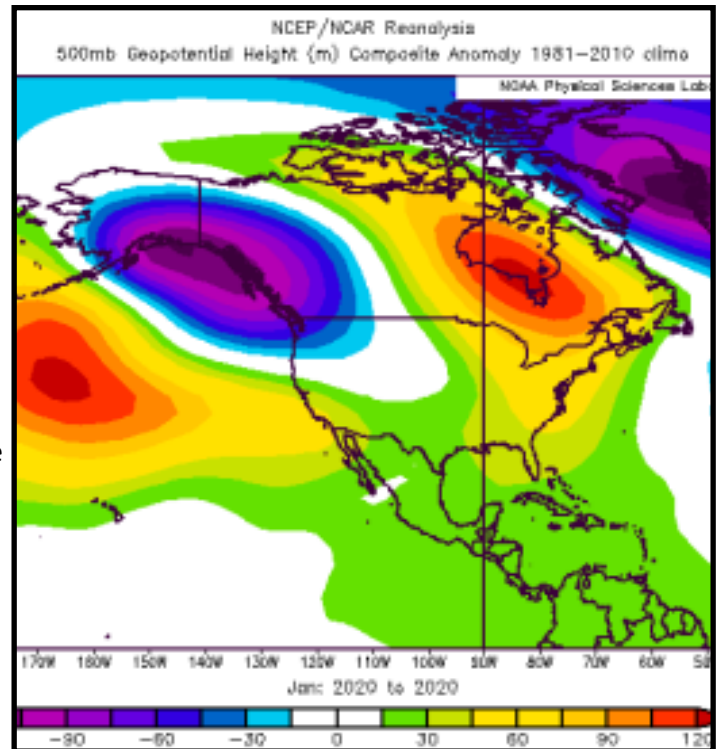 NCEP/NCAR Reanalysis
500mb Geopotential Height (m) Composite Anomaly 1981-2010 climo
NOAA Physical Sciences Labo
170W 160W 150W 140W 130W 120W 110W 100W 90W 80W 70W 60W 50
Jan: 2020 to 2020
-90 -60 -30 0 30 60 90 120